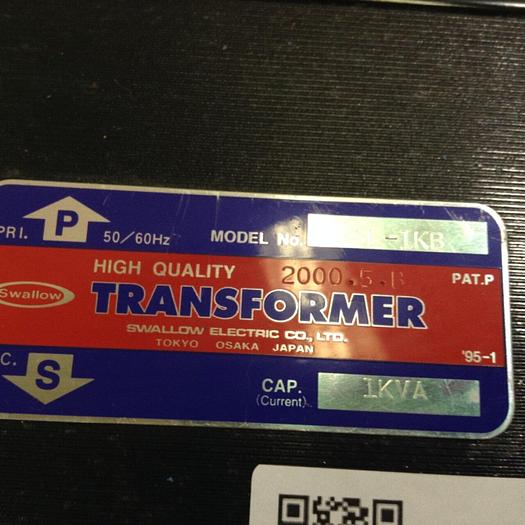 PRI. P 50/60Hz MODEL No. -1KB
HIGH QUALITY 2000.5. PAT.P
Swallow TRANSFORMER
SWALLOW ELECTRIC CO., LTD.
TOKYO OSAKA JAPAN '95-1
C. S CAP. 1KVA
(Current)